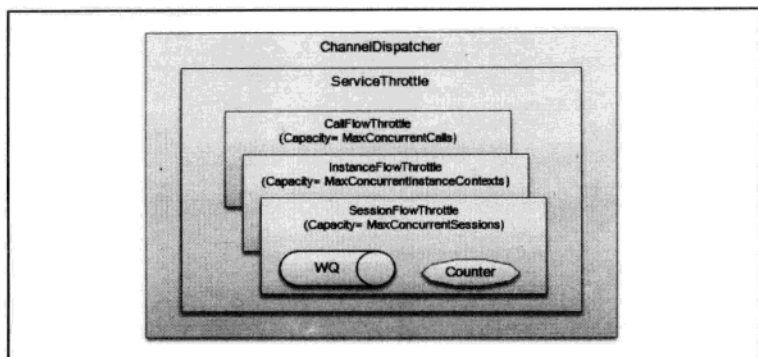 ChannelDispatcher
ServiceThrottle
CallFlowThrottle
(Capacity= MaxConcurrentCalls)
InstanceFlowThrottle
(Capacity= MaxConcurrentInstanceContexts)
SessionFlowThrottle
(Capacity= MaxConcurrentSessions)
WQ
Counter